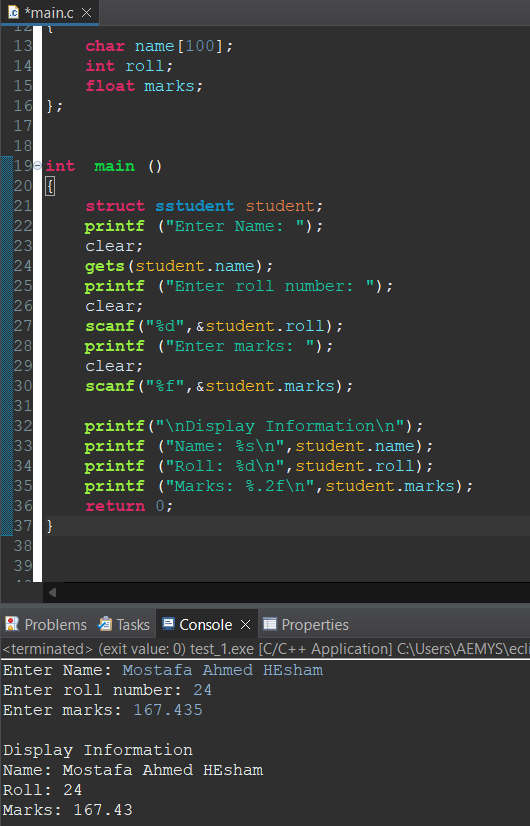 *main.c
12 {
13 char name[100];
14 int roll;
15 float marks;
16 };
17
18
19 int main ()
20 {
21 struct sstudent student;
22 printf ("Enter Name: ");
23 clear;
24 gets(student.name);
25 printf ("Enter roll number: ");
26 clear;
27 scanf("%d",&student.roll);
28 printf ("Enter marks: ");
29 clear;
30 scanf("%f",&student.marks);
31
32 printf("\nDisplay Information\n");
33 printf ("Name: %s\n",student.name);
34 printf ("Roll: %d\n",student.roll);
35 printf ("Marks: %.2f\n",student.marks);
36 return 0;
37 }
38
39
Problems Tasks Console Properties
<terminated> (exit value: 0) test_1.exe [C/C++ Application] C:\Users\AEMYS\ecli
Enter Name: Mostafa Ahmed HEsham
Enter roll number: 24
Enter marks: 167.435
Display Information
Name: Mostafa Ahmed HEsham
Roll: 24
Marks: 167.43